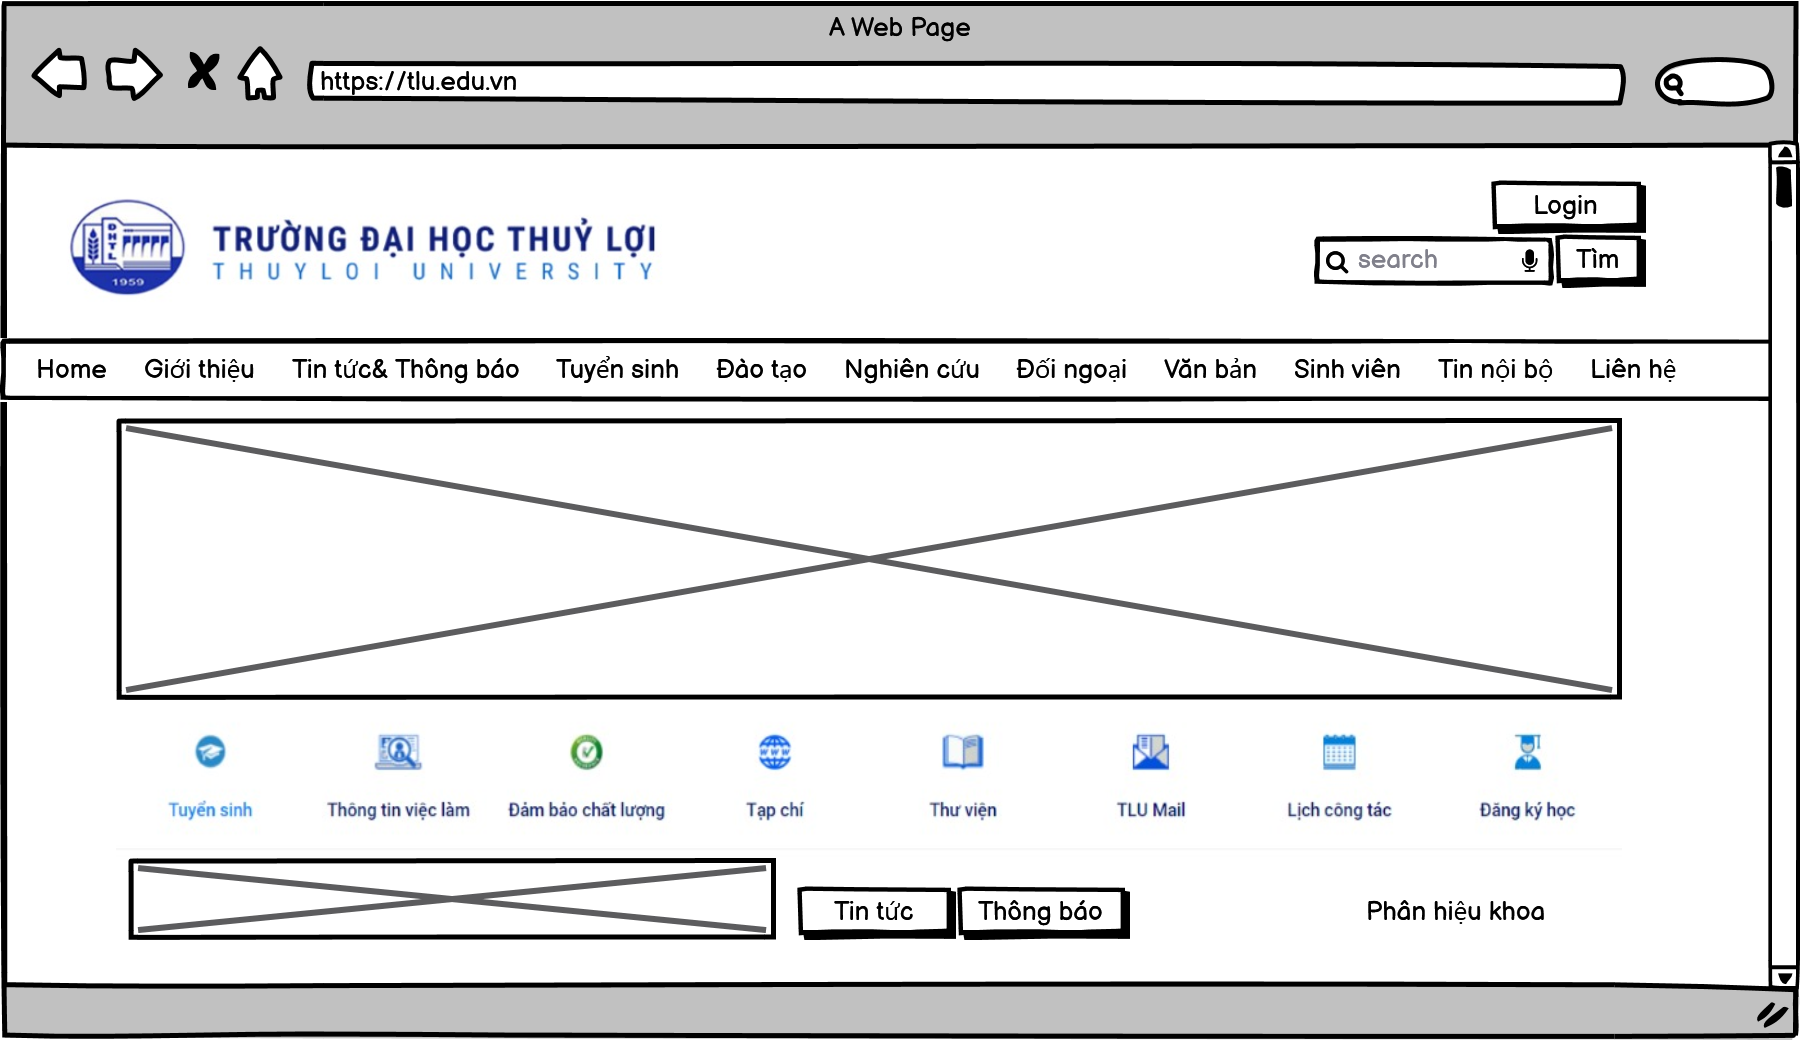 A Web Page
https://tlu.edu.vn
DHTL
1959
TRƯỜNG ĐẠI HỌC THUỶ LỢI
THUYLOI UNIVERSITY
Login
search
Tìm
Home Giới thiệu Tin tức& Thông báo Tuyển sinh Đào tạo Nghiên cứu Đối ngoại Văn bản Sinh viên Tin nội bộ Liên hệ
WWW
Tuyển sinh Thông tin việc làm Đảm bảo chất lượng Tạp chí Thư viện TLU Mail Lịch công tác Đăng ký học
Tin tức Thông báo Phân hiệu khoa